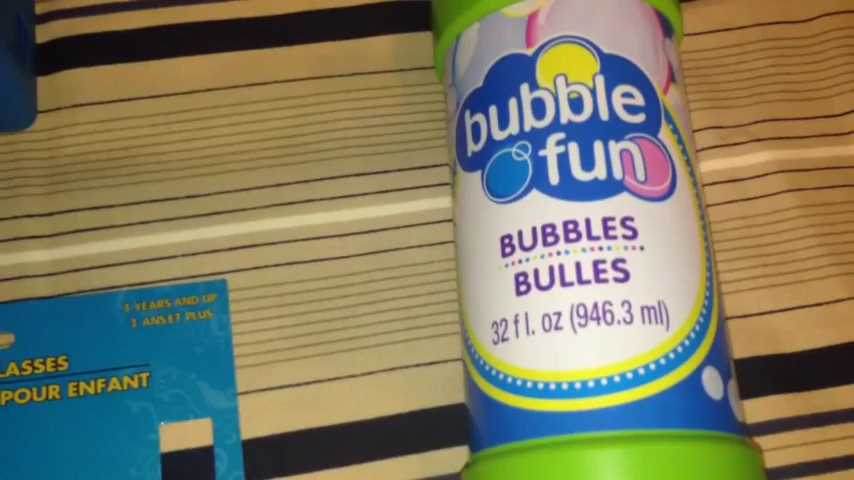 bubble
fun
BUBBLES
BULLES
32 fl. oz (946.3 ml)
3 YEARS AND UP
3 ANS ET PLUS
LASSES
POUR ENFANT